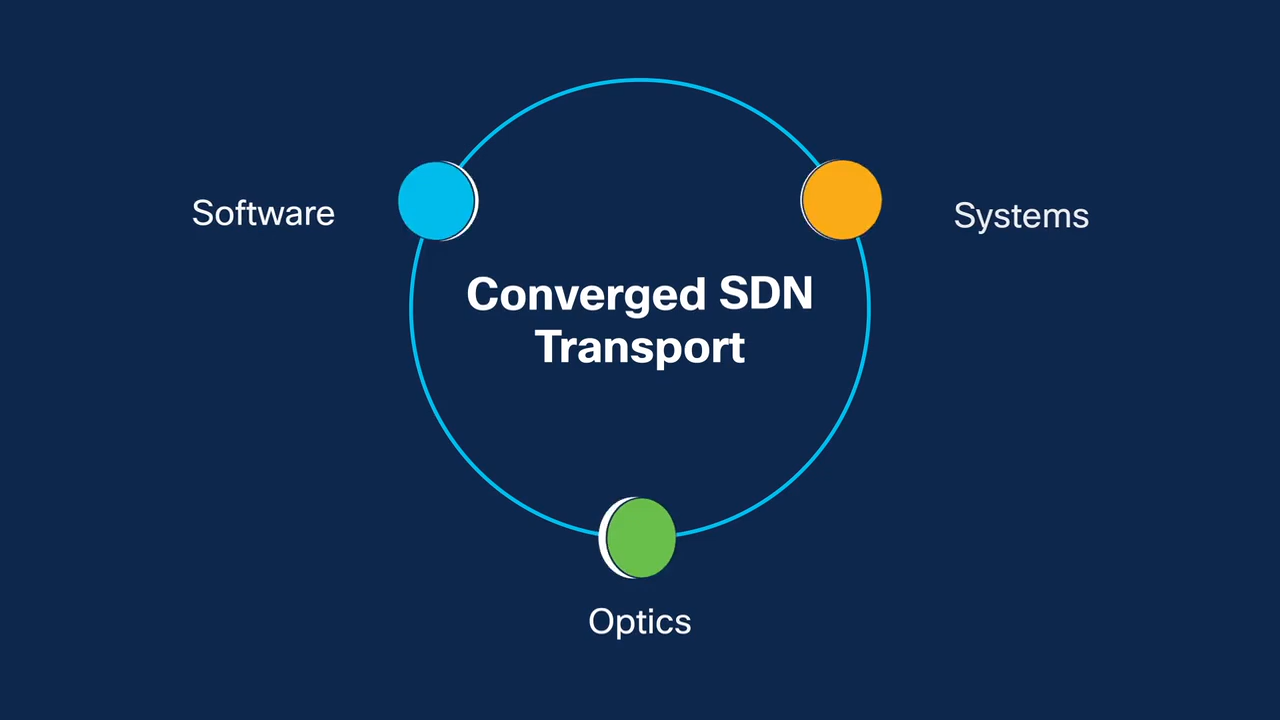 Software
Systems
Converged SDN
Transport
Optics